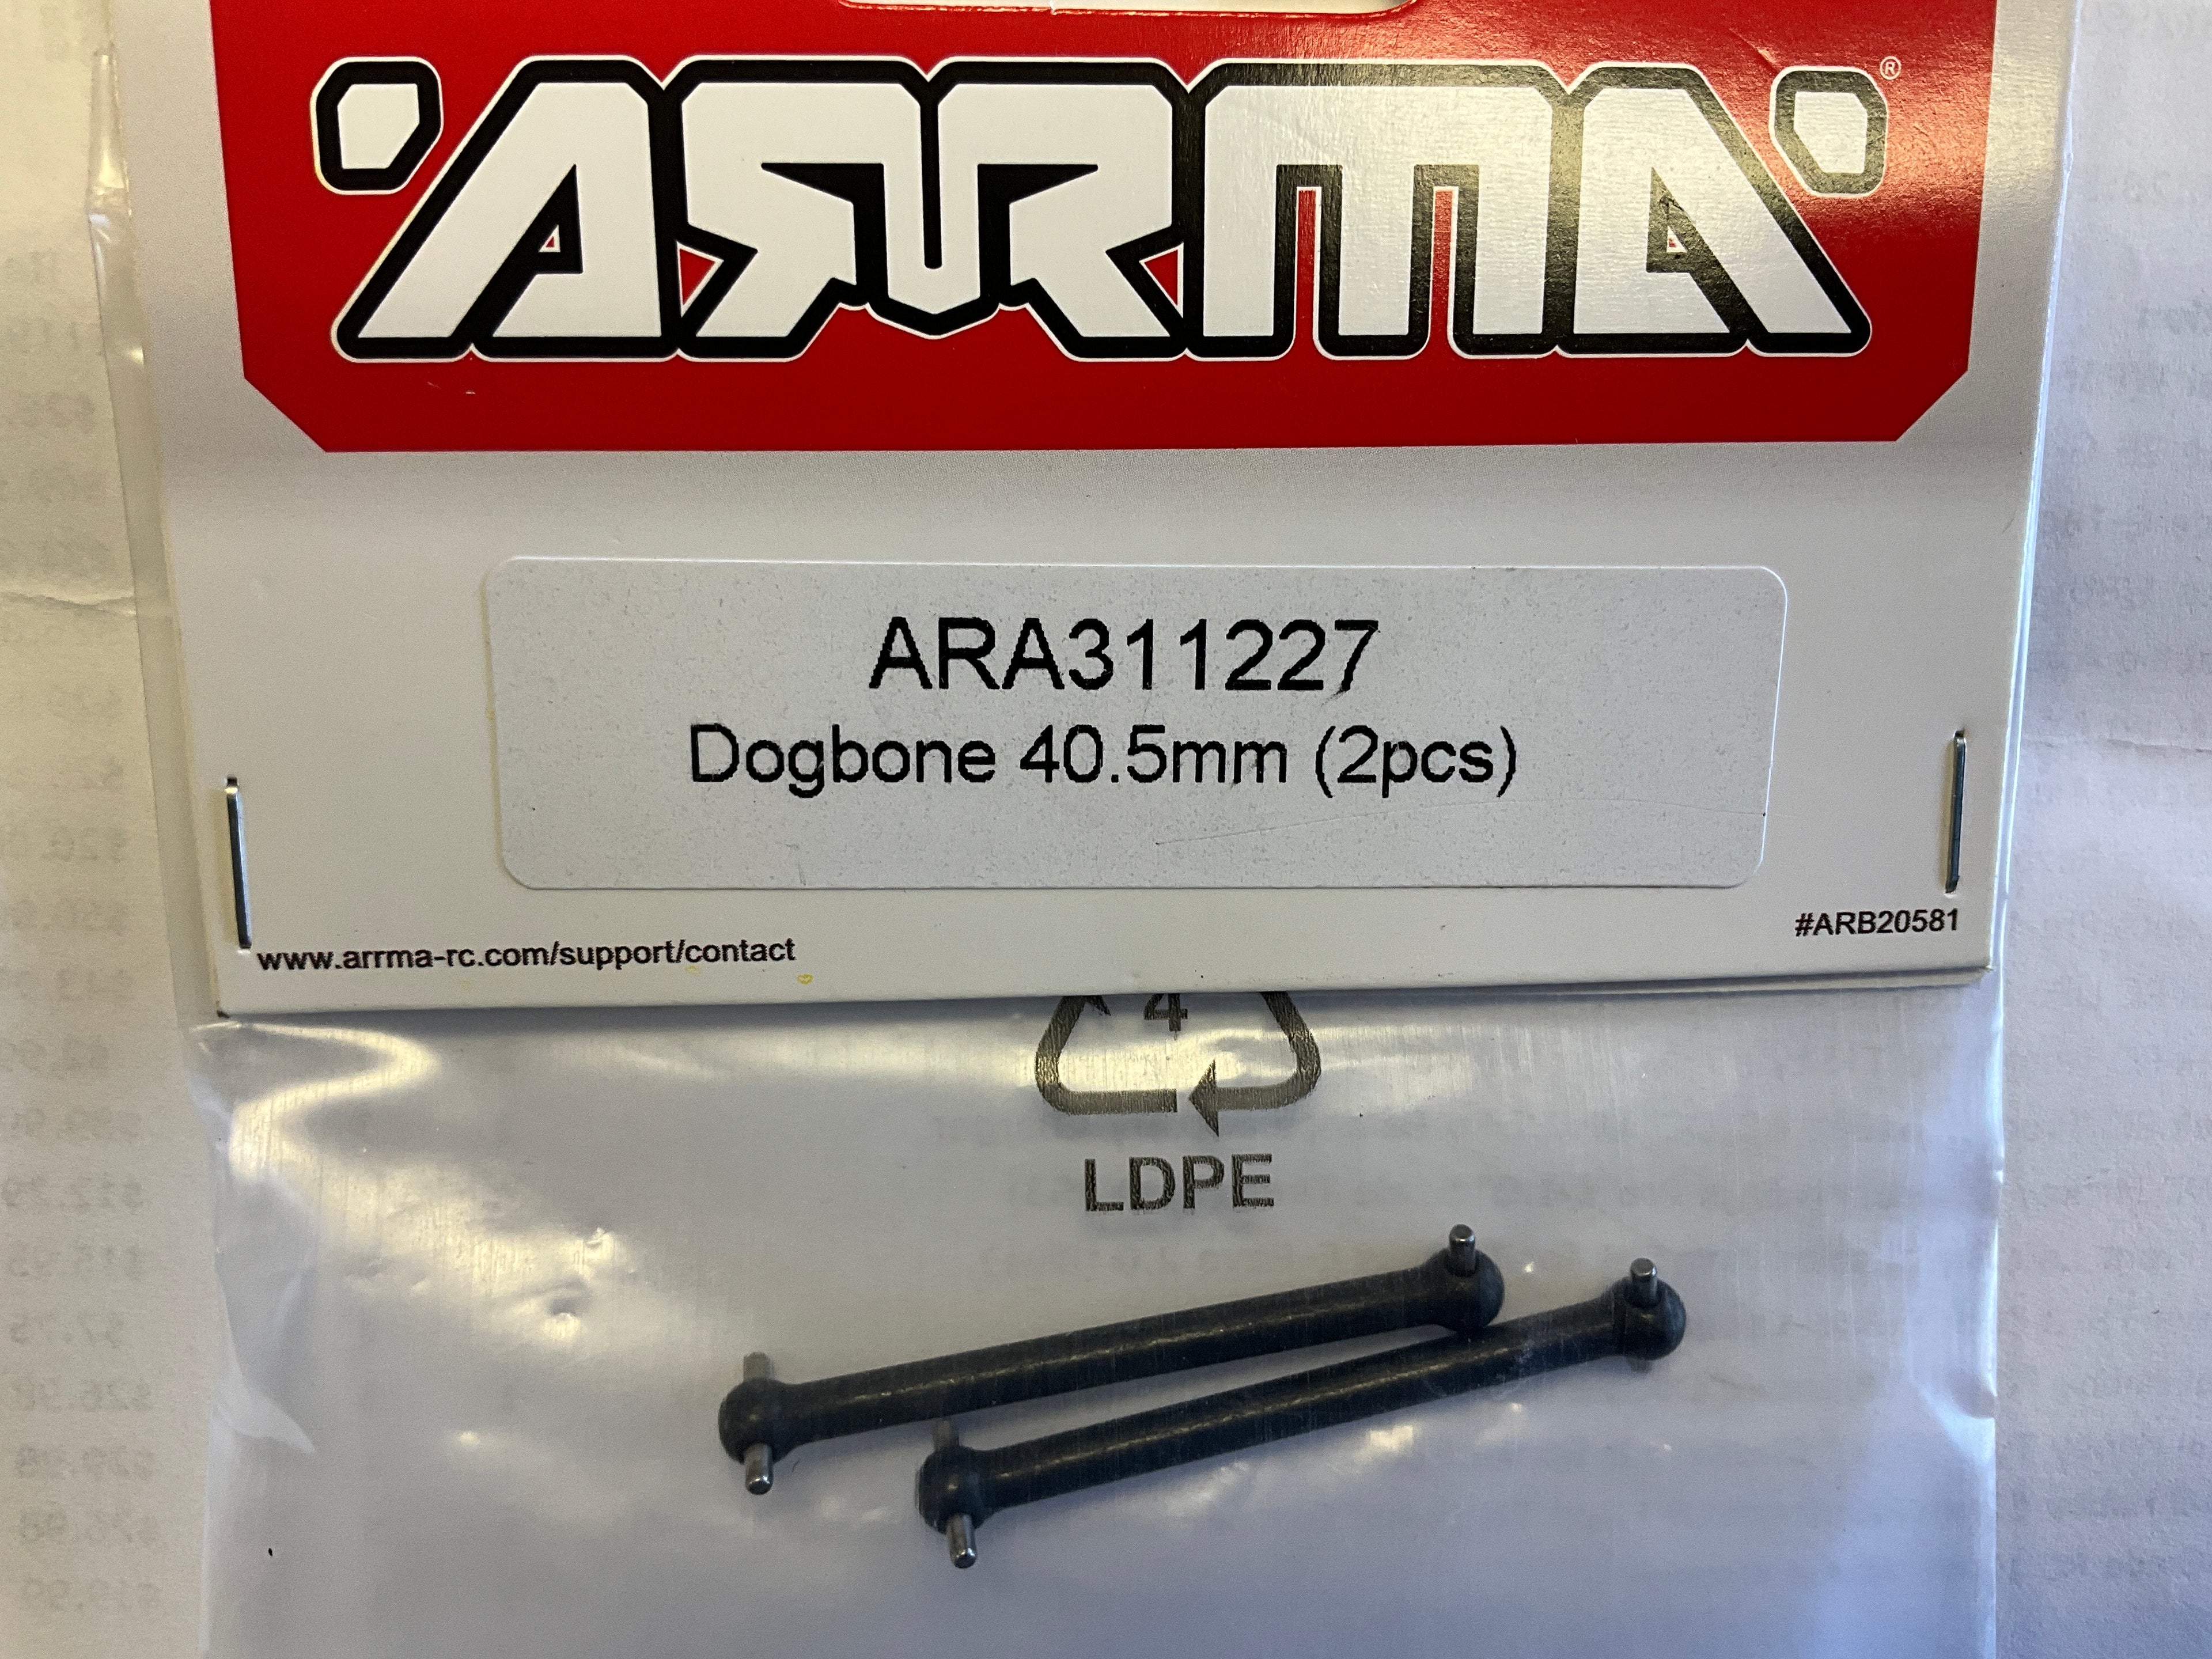 ARRMA®
ARA311227
Dogbone 40.5mm (2pcs)
#ARB20581
www.arrma-rc.com/support/contact
4
LDPE